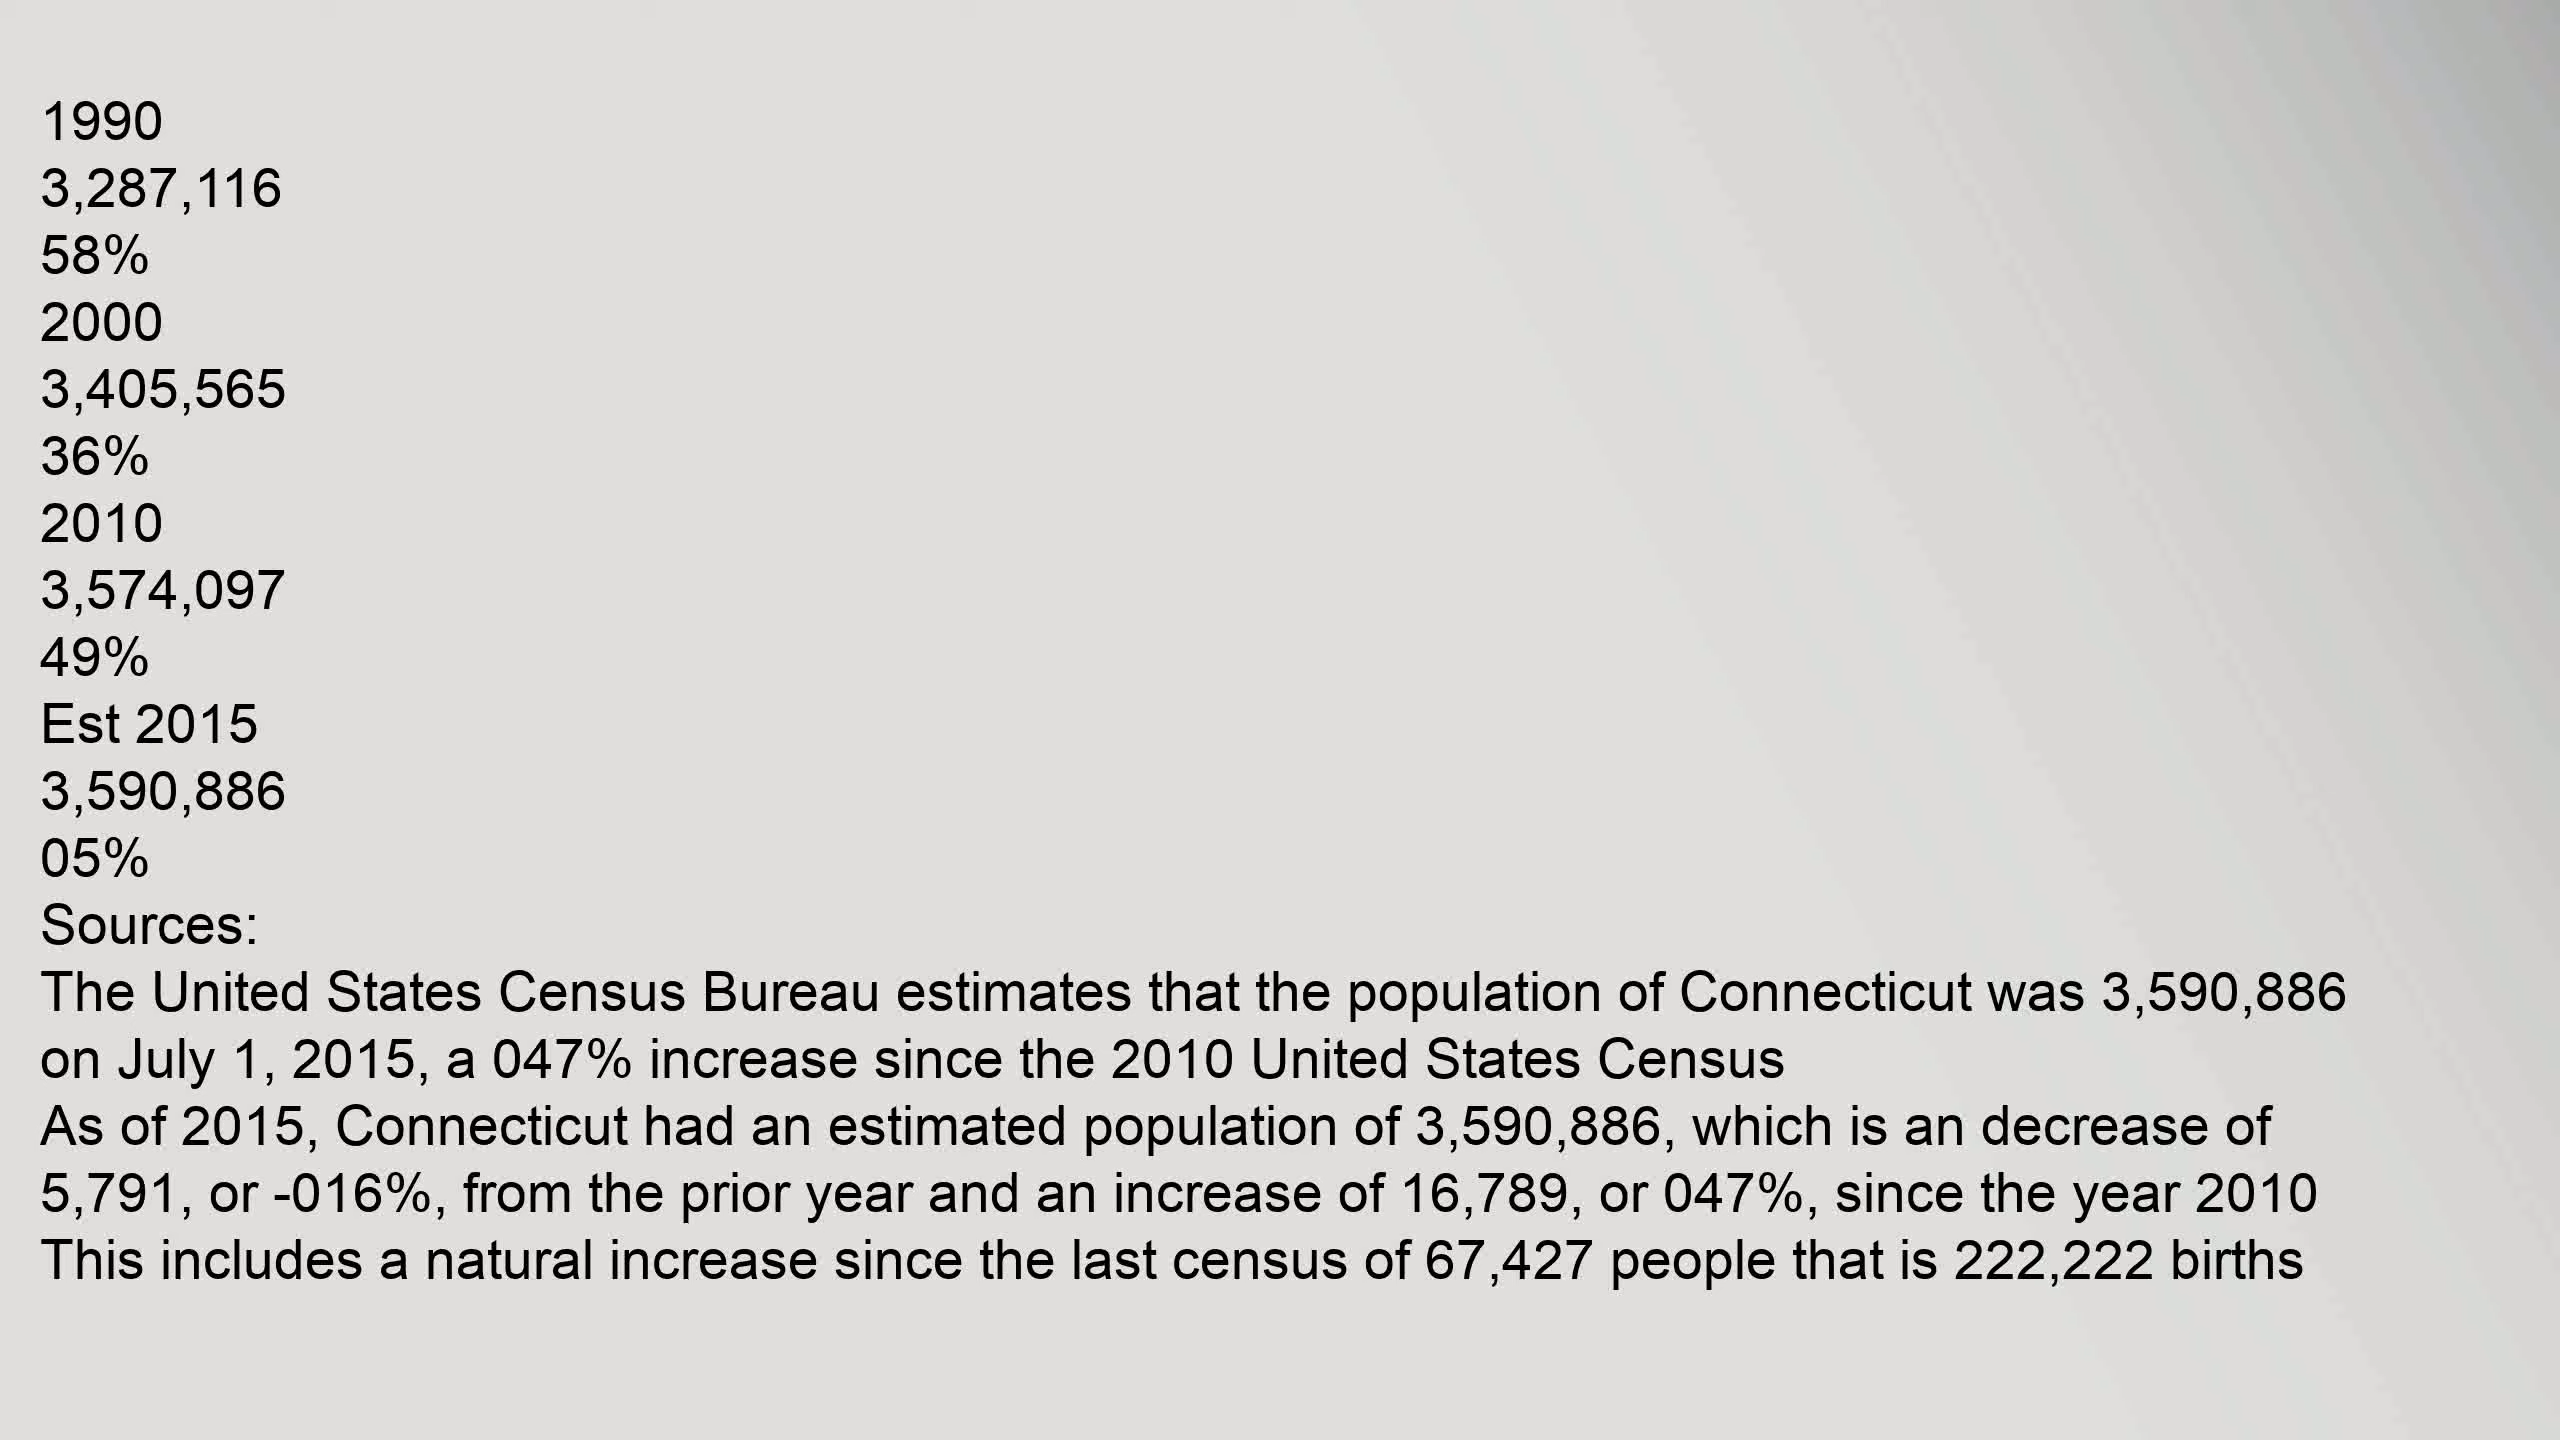 1990
3,287,116
58%
2000
3,405,565
36%
2010
3,574,097
49%
Est 2015
3,590,886
05%
Sources:
The United States Census Bureau estimates that the population of Connecticut was 3,590,886
on July 1, 2015, a 047% increase since the 2010 United States Census
As of 2015, Connecticut had an estimated population of 3,590,886, which is an decrease of
5,791, or -016%, from the prior year and an increase of 16,789, or 047%, since the year 2010
This includes a natural increase since the last census of 67,427 people that is 222,222 births